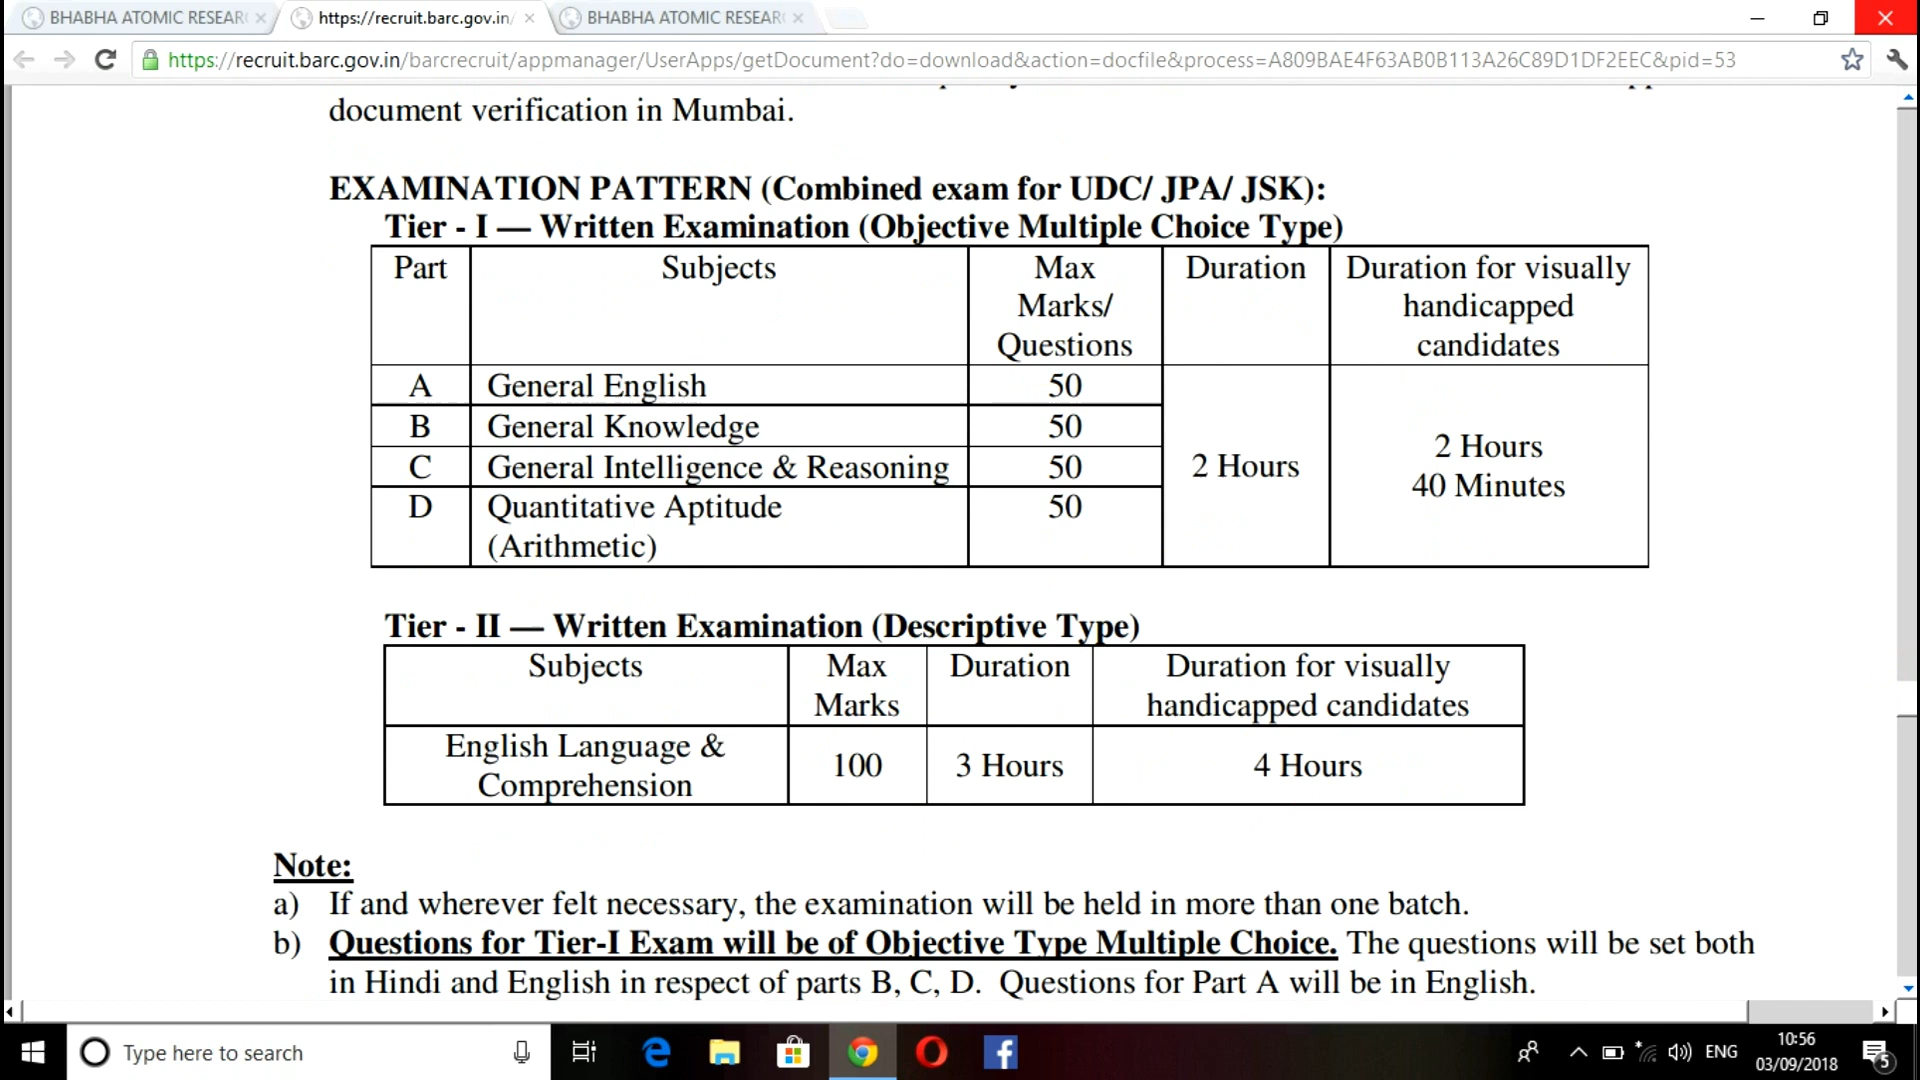 BHABHA ATOMIC RESEAR
https://recruit.barc.gov.in/
BHABHA ATOMIC RESEAR
https://recruit.barc.gov.in/barcrecruit/appmanager/UserApps/getDocument?do=download&action=docfile&process=A809BAE4F63AB0B113A26C89D1DF2EEC&pid=53
document verification in Mumbai.
EXAMINATION PATTERN (Combined exam for UDC/ JPA/ JSK):
Tier - I — Written Examination (Objective Multiple Choice Type)
Part Subjects Max Marks/ Questions Duration Duration for visually handicapped candidates
A General English 50
B General Knowledge 50
C General Intelligence & Reasoning 50
D Quantitative Aptitude (Arithmetic) 50
2 Hours
2 Hours
40 Minutes
Tier - II — Written Examination (Descriptive Type)
Subjects Max Marks Duration Duration for visually handicapped candidates
English Language & Comprehension 100 3 Hours 4 Hours
Note:
a) If and wherever felt necessary, the examination will be held in more than one batch.
b) Questions for Tier-I Exam will be of Objective Type Multiple Choice. The questions will be set both
in Hindi and English in respect of parts B, C, D. Questions for Part A will be in English.
Type here to search
ENG
10:56
03/09/2018
5